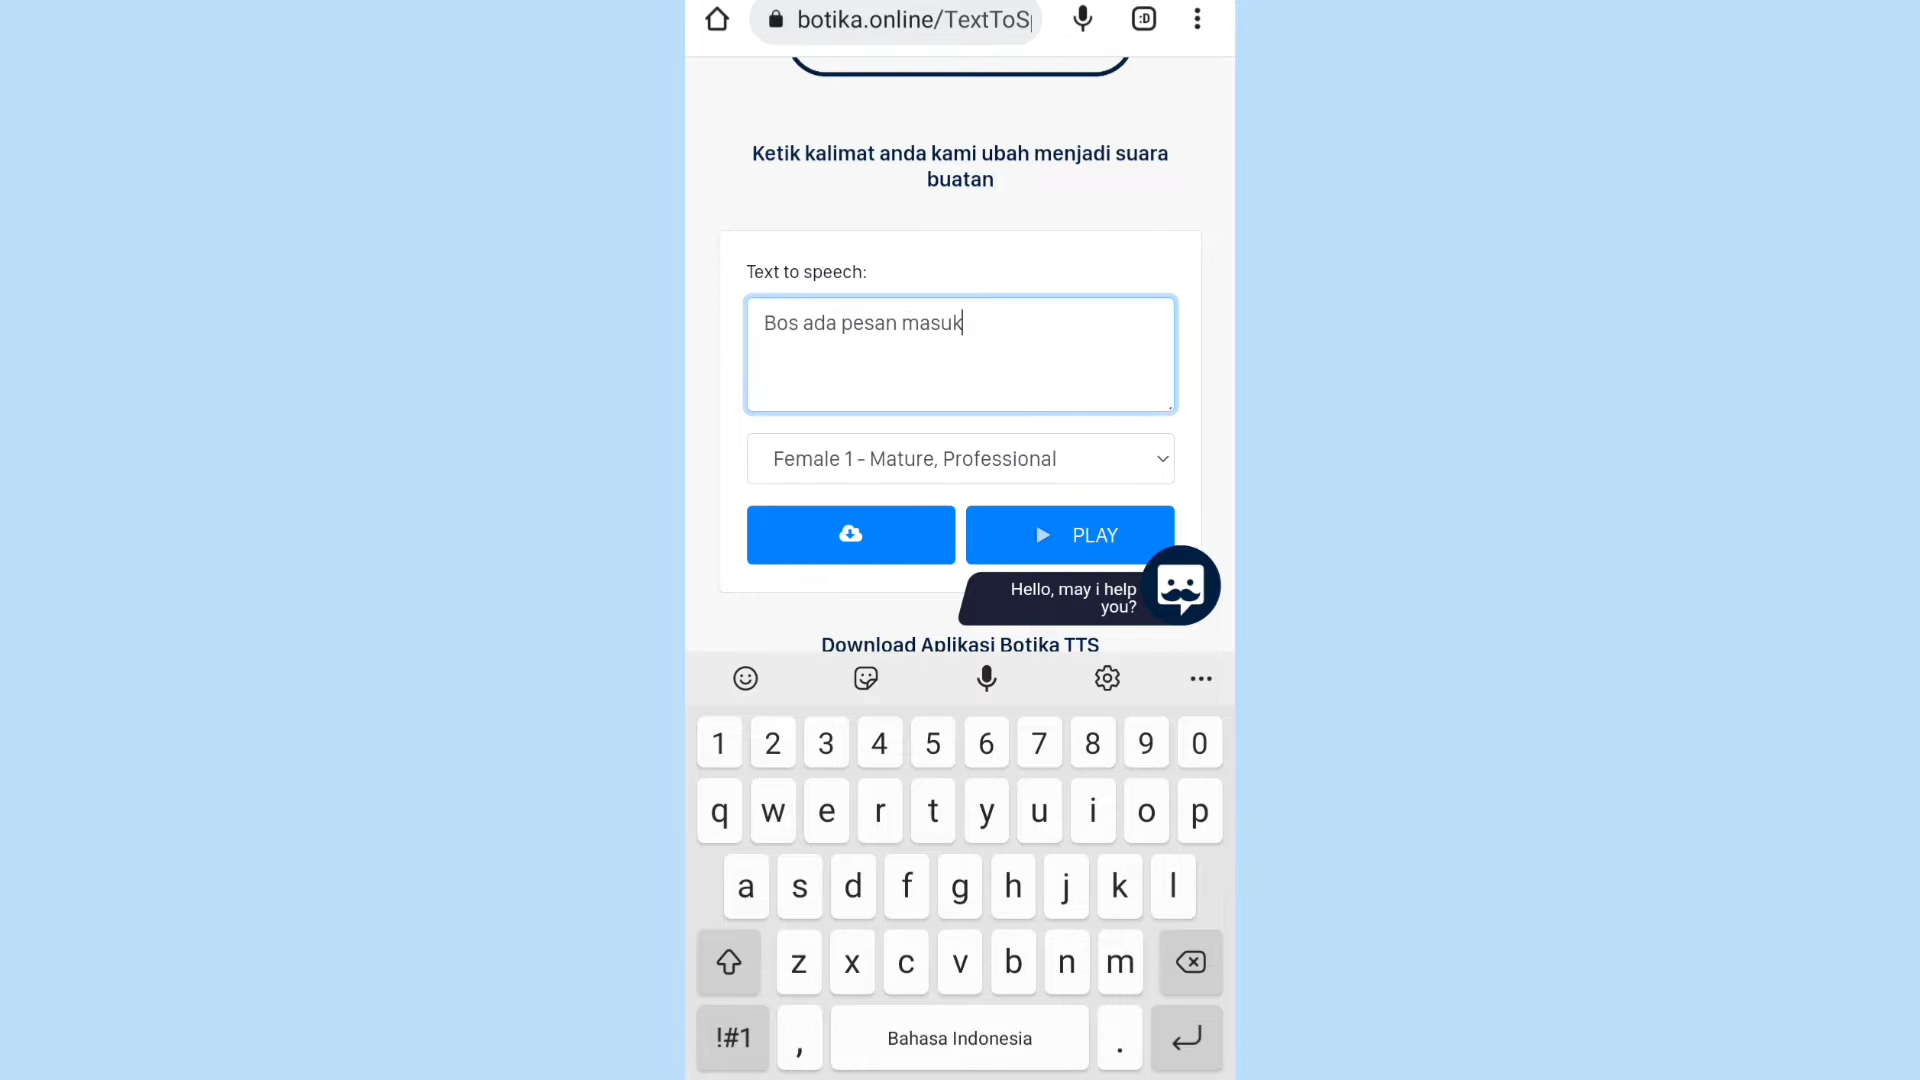 botika.online/TextToSp
:D
Ketik kalimat anda kami ubah menjadi suara
buatan
Text to speech:
Bos ada pesan masuk
Female 1 - Mature, Professional
PLAY
Hello, may i help
you?
Download Aplikasi Botika TTS
1 2 3 4 5 6 7 8 9 0
q w e r t y u i o p
a s d f g h j k l
z x c v b n m
!#1 , Bahasa Indonesia .